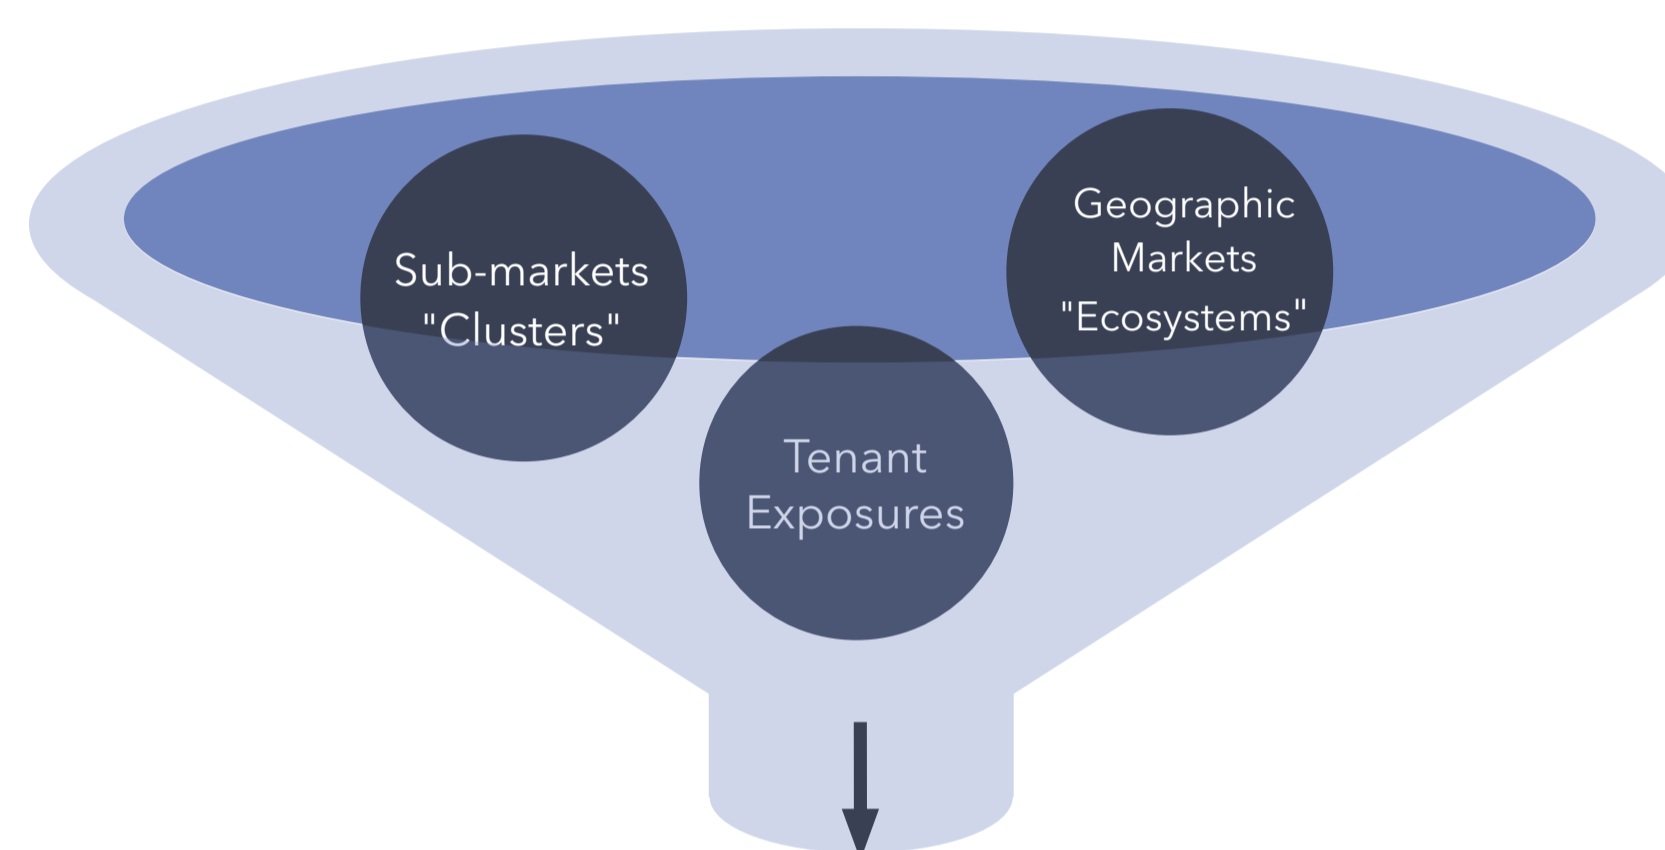 Sub-markets
"Clusters"
Geographic
Markets
"Ecosystems"
Tenant
Exposures